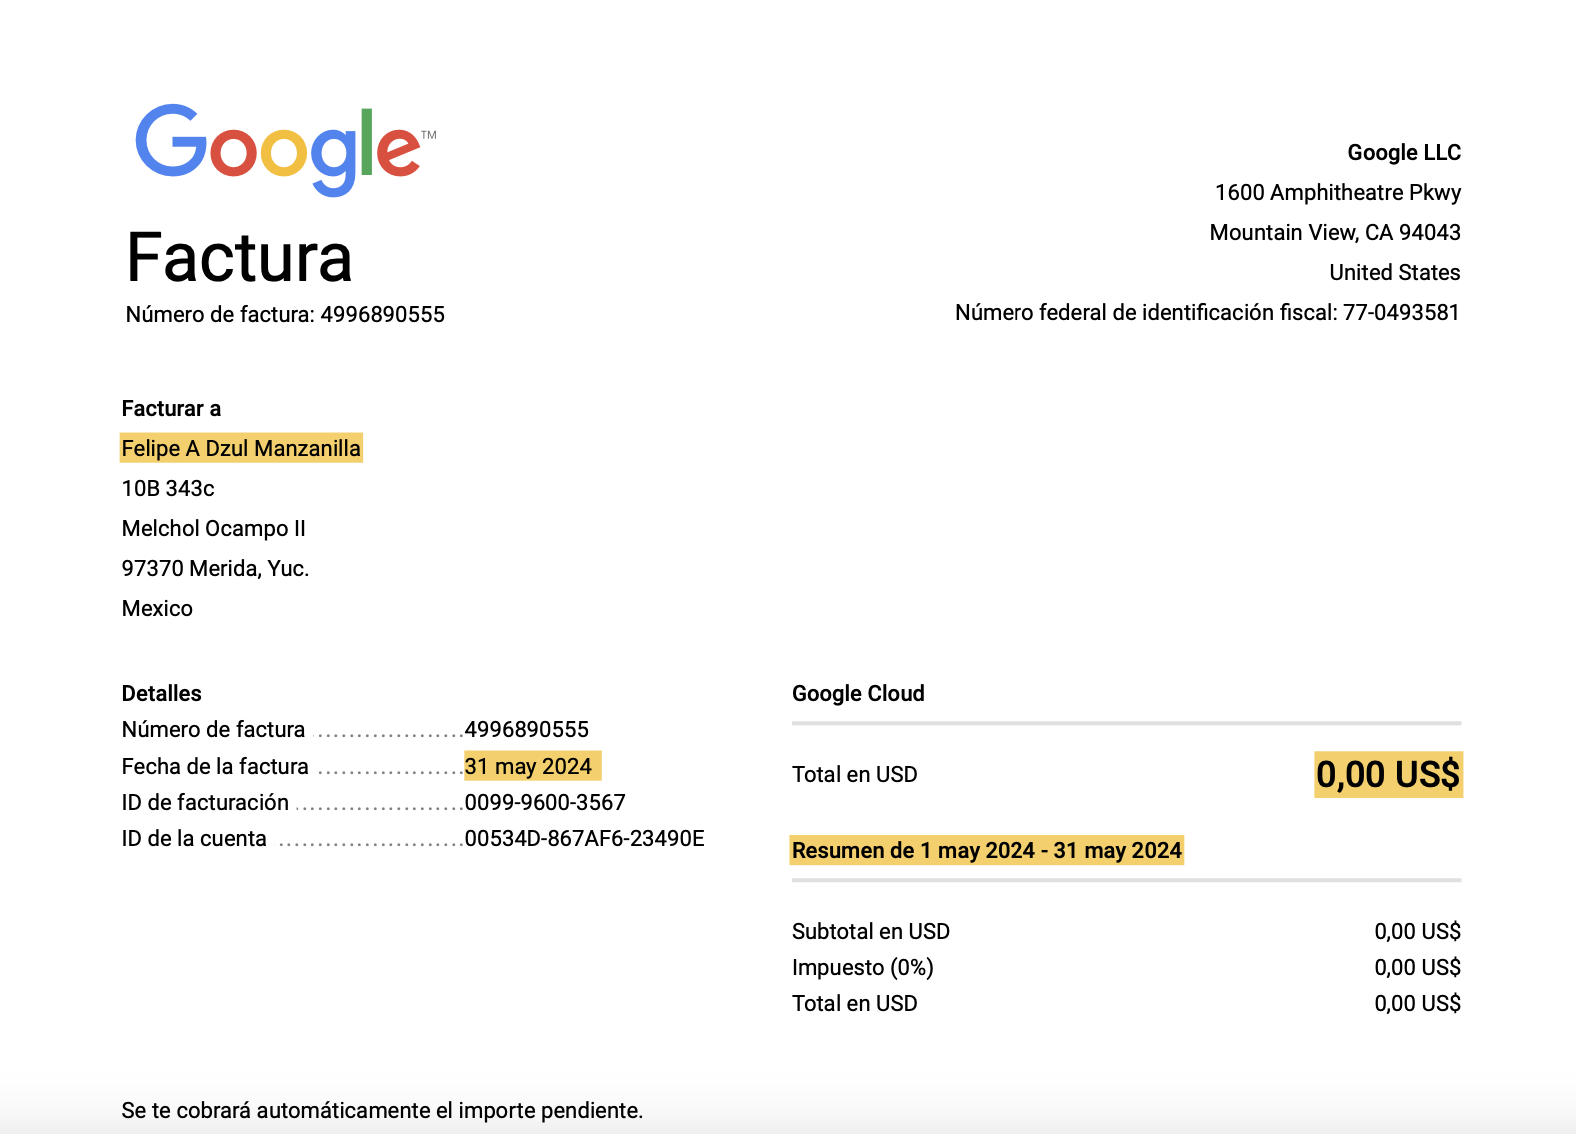 Google™
Factura
Número de factura: 4996890555
Google LLC
1600 Amphitheatre Pkwy
Mountain View, CA 94043
United States
Número federal de identificación fiscal: 77-0493581
Facturar a
Felipe A Dzul Manzanilla
10B 343c
Melchol Ocampo II
97370 Merida, Yuc.
Mexico
Detalles
Número de factura ...................4996890555
Fecha de la factura ...................31 may 2024
ID de facturación ......................0099-9600-3567
ID de la cuenta ........................00534D-867AF6-23490E
Google Cloud
Total en USD 0,00 US$
Resumen de 1 may 2024 - 31 may 2024
Subtotal en USD 0,00 US$
Impuesto (0%) 0,00 US$
Total en USD 0,00 US$
Se te cobrará automáticamente el importe pendiente.